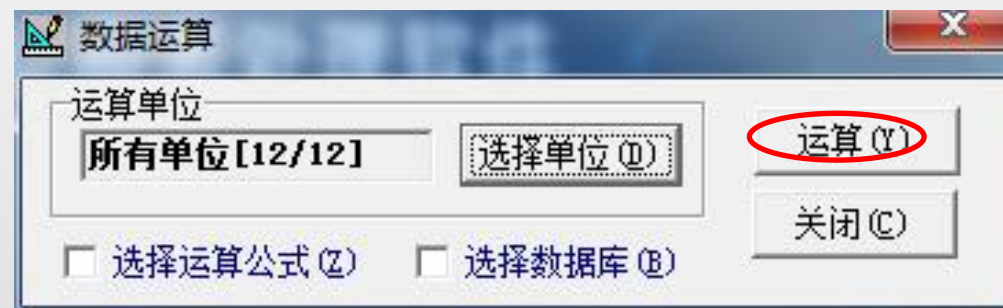 数据运算
运算单位
所有单位[12/12]
选择单位(D)
运算(Y)
关闭(C)
选择运算公式(Z)
选择数据库(B)